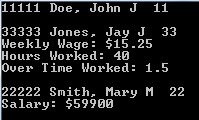 11111 Doe, John J  11
33333 Jones, Jay J  33
Weekly Wage: $15.25
Hours Worked: 40
Over Time Worked: 1.5
22222 Smith, Mary M  22
Salary: $59900